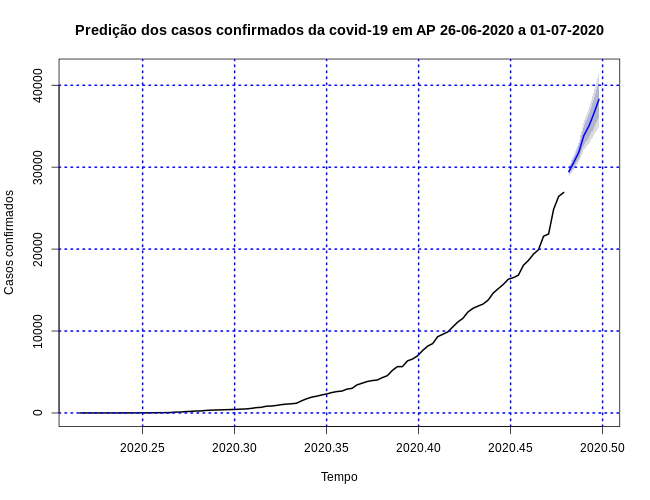 Predição dos casos confirmados da covid-19 em AP 26-06-2020 a 01-07-2020
Casos confirmados
40000
30000
20000
10000
0
2020.25 2020.30 2020.35 2020.40 2020.45 2020.50
Tempo